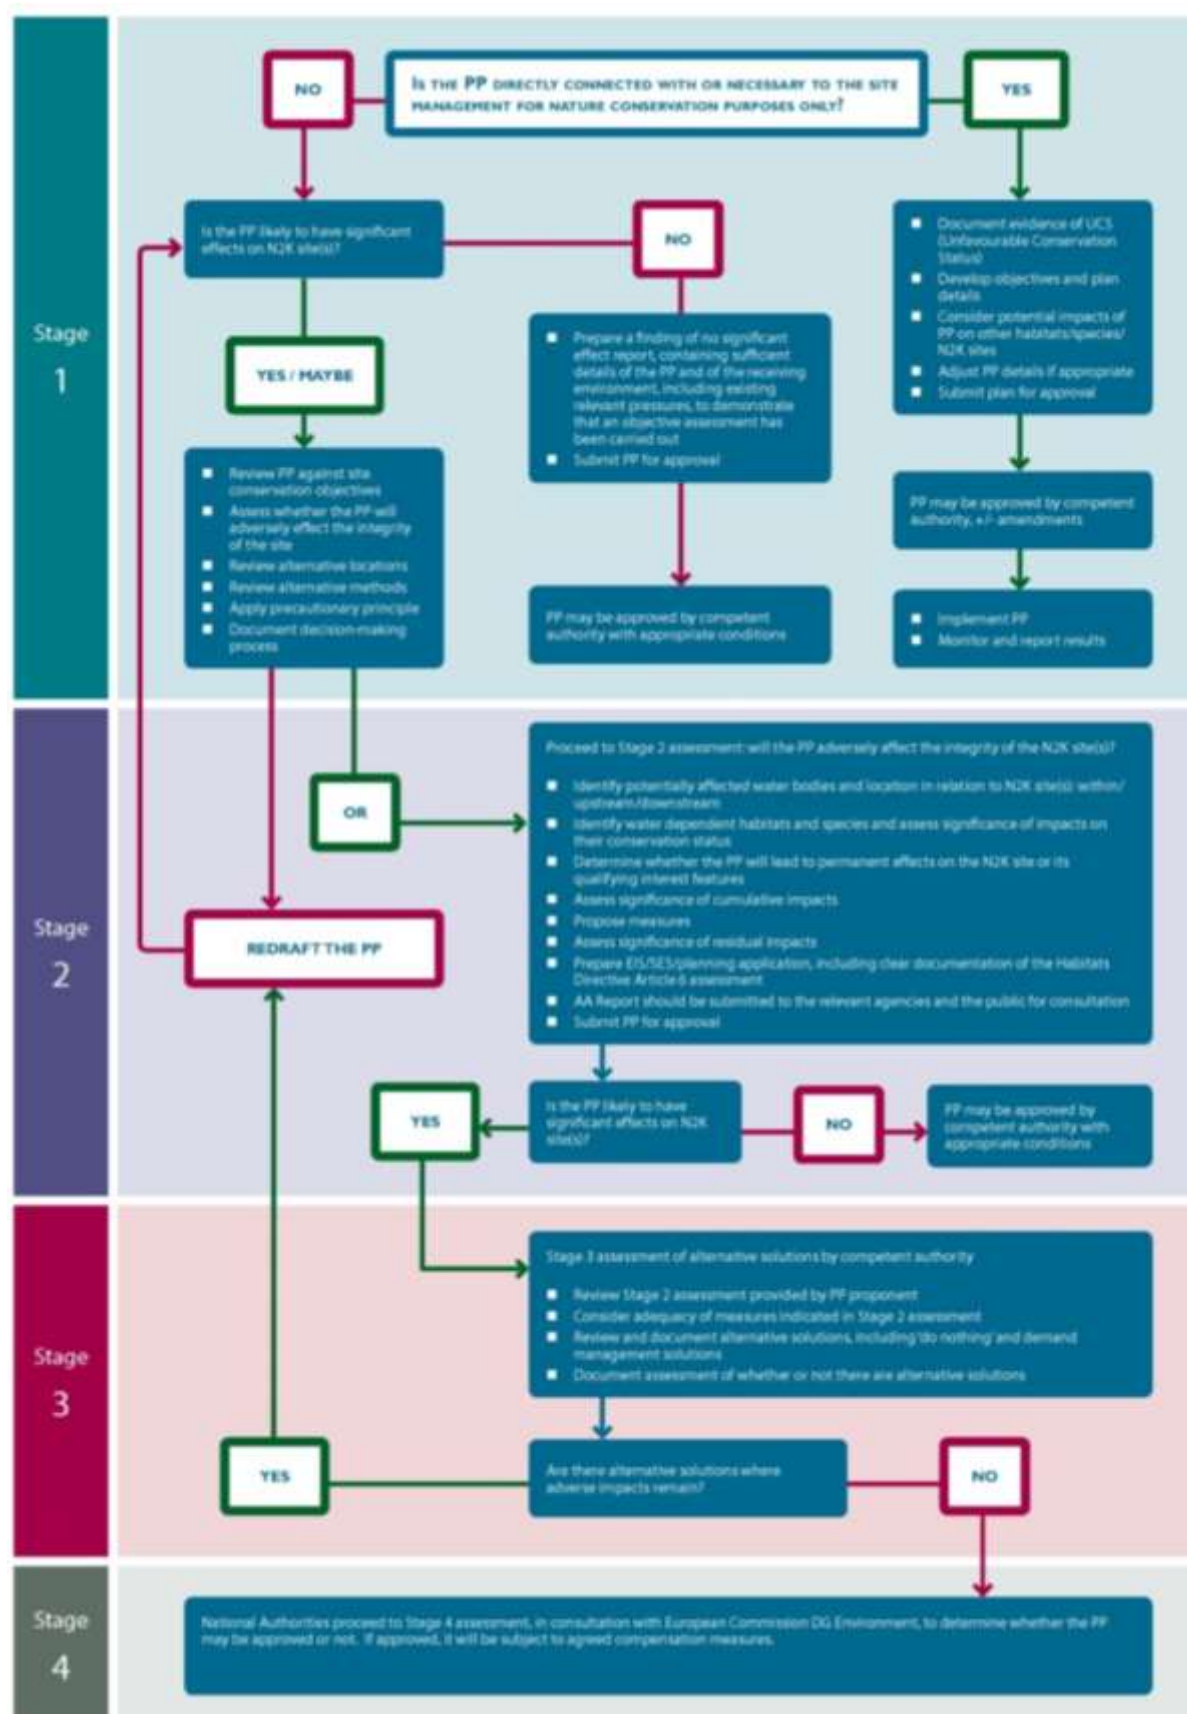 Stage
1
NO
IS THE PP DIRECTLY CONNECTED WITH OR NECESSARY TO THE SITE
MANAGEMENT FOR NATURE CONSERVATION PURPOSES ONLY?
YES
Is the PP likely to have significant
effects on N2K site(s)?
NO
YES / MAYBE
■ Document evidence of UCS
(Unfavourable Conservation
Status)
■ Develop objectives and plan
details
■ Consider potential impacts of
PP on other habitats/species/
N2K sites
■ Adjust PP details if appropriate
■ Submit plan for approval
■ Prepare a finding of no significant
effect report, containing sufficient
details of the PP and of the receiving
environment, including existing
relevant pressures, to demonstrate
that an objective assessment has
been carried out
■ Submit PP for approval
■ Review PP against site
conservation objectives
■ Assess whether the PP will
adversely effect the integrity
of the site
■ Review alternative locations
■ Review alternative methods
■ Apply precautionary principle
■ Document decision-making
process
PP may be approved by competent
authority, +/- amendments
PP may be approved by competent
authority with appropriate conditions
■ Implement PP
■ Monitor and report results
Stage
2
OR
REDRAFT THE PP
Proceed to Stage 2 assessment: will the PP adversely affect the integrity of the N2K site(s)?
■ Identify potentially affected water bodies and location in relation to N2K site(s): within/
upstream/downstream
■ Identify water dependent habitats and species and assess significance of impacts on
their conservation status
■ Determine whether the PP will lead to permanent effects on the N2K site or its
qualifying interest features
■ Assess significance of cumulative impacts
■ Propose measures
■ Assess significance of residual impacts
■ Prepare EIS/SES/planning application, including clear documentation of the Habitats
Directive Article 6 assessment
■ AA Report should be submitted to the relevant agencies and the public for consultation
■ Submit PP for approval
YES
Is the PP likely to have
significant effects on N2K
site(s)?
NO
PP may be approved by
competent authority with
appropriate conditions
Stage
3
Stage 3 assessment of alternative solutions by competent authority
■ Review Stage 2 assessment provided by PP proponent
■ Consider adequacy of measures indicated in Stage 2 assessment
■ Review and document alternative solutions, including 'do nothing' and demand
management solutions
■ Document assessment of whether or not there are alternative solutions
YES
Are there alternative solutions where
adverse impacts remain?
NO
Stage
4
National Authorities proceed to Stage 4 assessment, in consultation with European Commission DG Environment, to determine whether the PP
may be approved or not. If approved, it will be subject to agreed compensation measures.